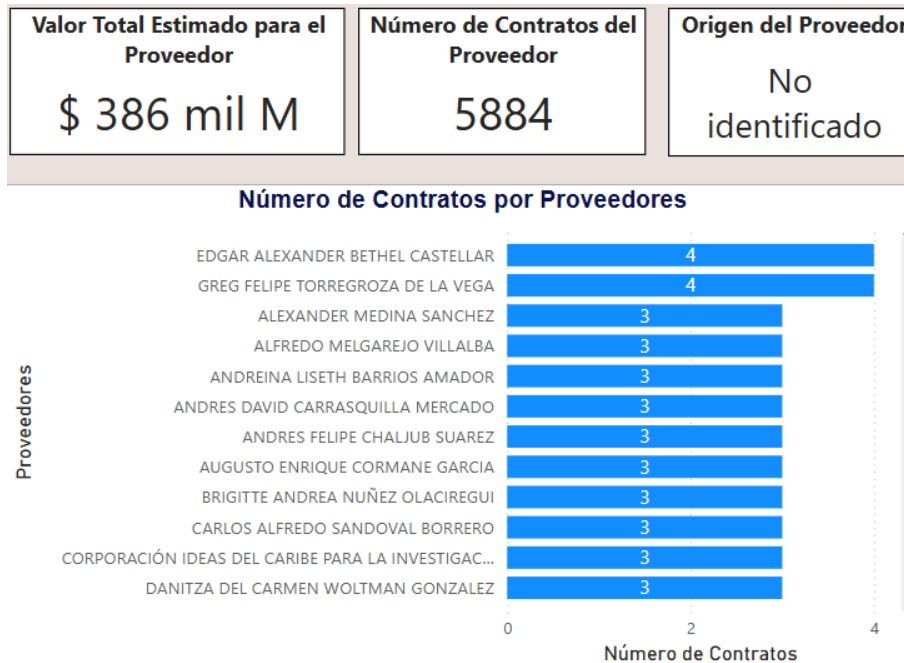 Valor Total Estimado para el
Proveedor
$ 386 mil M
Número de Contratos del
Proveedor
5884
Origen del Proveedor
No
identificado
Número de Contratos por Proveedores
Proveedores
EDGAR ALEXANDER BETHEL CASTELLAR 4
GREG FELIPE TORREGROZA DE LA VEGA 4
ALEXANDER MEDINA SANCHEZ 3
ALFREDO MELGAREJO VILLALBA 3
ANDREINA LISETH BARRIOS AMADOR 3
ANDRES DAVID CARRASQUILLA MERCADO 3
ANDRES FELIPE CHALJUB SUAREZ 3
AUGUSTO ENRIQUE CORMANE GARCIA 3
BRIGITTE ANDREA NUÑEZ OLACIREGUI 3
CARLOS ALFREDO SANDOVAL BORRERO 3
CORPORACIÓN IDEAS DEL CARIBE PARA LA INVESTIGAC... 3
DANITZA DEL CARMEN WOLTMAN GONZALEZ 3
0 2 4
Número de Contratos